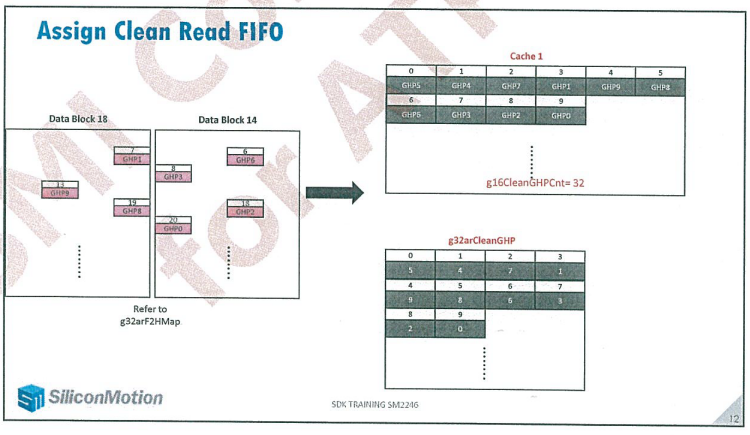 Assign Clean Read FIFO
Cache 1
0 1 2 3 4 5
GHP5 GHP4 GHP7 GHP1 GHP9 GHP8
6 7 8 9
GHP6 GHP3 GHP2 GHP0
g16CleanGHPCnt= 32
Data Block 18
Data Block 14
7
GHP1
8
GHP3
6
GHP6
13
GHP9
19
GHP8
18
GHP2
20
GHP0
Refer to
g32arF2HMap
g32arCleanGHP
0 1 2 3
5 4 7 1
4 5 6 7
9 8 6 3
8 9
2 0
SiliconMotion
SDK TRAINING SM2246
12